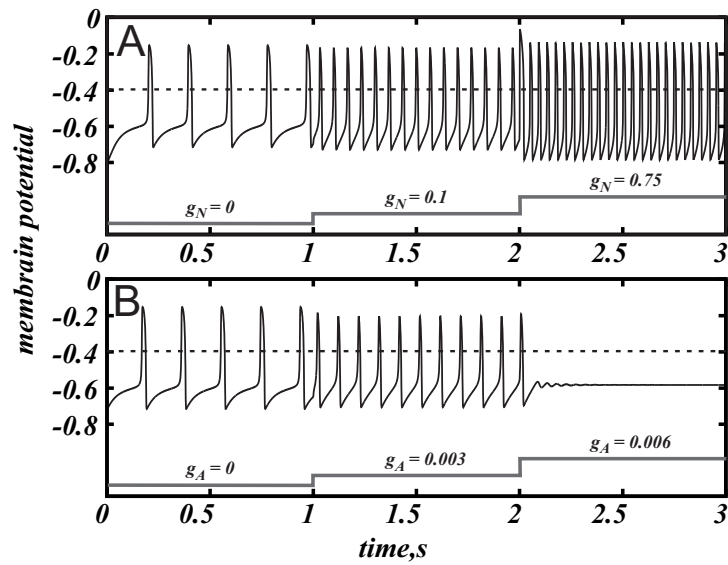 0
A
-0.2
-0.4
-0.6
-0.8
g_N = 0
g_N = 0.1
g_N = 0.75
0 0.5 1 1.5 2 2.5 3
membrain potential
0
B
-0.2
-0.4
-0.6
-0.8
g_A = 0
g_A = 0.003
g_A = 0.006
0 0.5 1 1.5 2 2.5 3
time,s